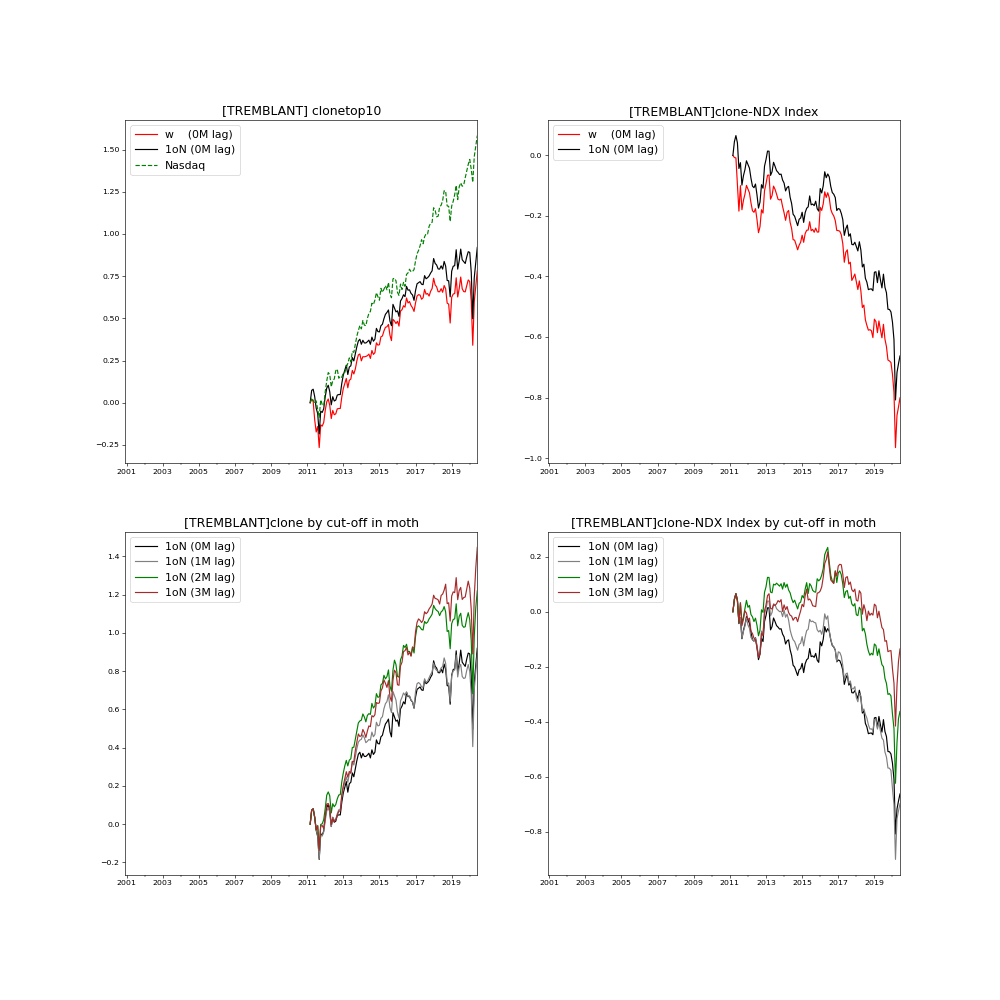 [TREMBLANT] clonetop10
w (0M lag)
1oN (0M lag)
Nasdaq
1.50
1.25
1.00
0.75
0.50
0.25
0.00
−0.25
2001 2003 2005 2007 2009 2011 2013 2015 2017 2019
[TREMBLANT]clone-NDX Index
w (0M lag)
1oN (0M lag)
0.0
−0.2
−0.4
−0.6
−0.8
−1.0
2001 2003 2005 2007 2009 2011 2013 2015 2017 2019
[TREMBLANT]clone by cut-off in moth
1oN (0M lag)
1oN (1M lag)
1oN (2M lag)
1oN (3M lag)
1.4
1.2
1.0
0.8
0.6
0.4
0.2
0.0
−0.2
2001 2003 2005 2007 2009 2011 2013 2015 2017 2019
[TREMBLANT]clone-NDX Index by cut-off in moth
1oN (0M lag)
1oN (1M lag)
1oN (2M lag)
1oN (3M lag)
0.2
0.0
−0.2
−0.4
−0.6
−0.8
2001 2003 2005 2007 2009 2011 2013 2015 2017 2019